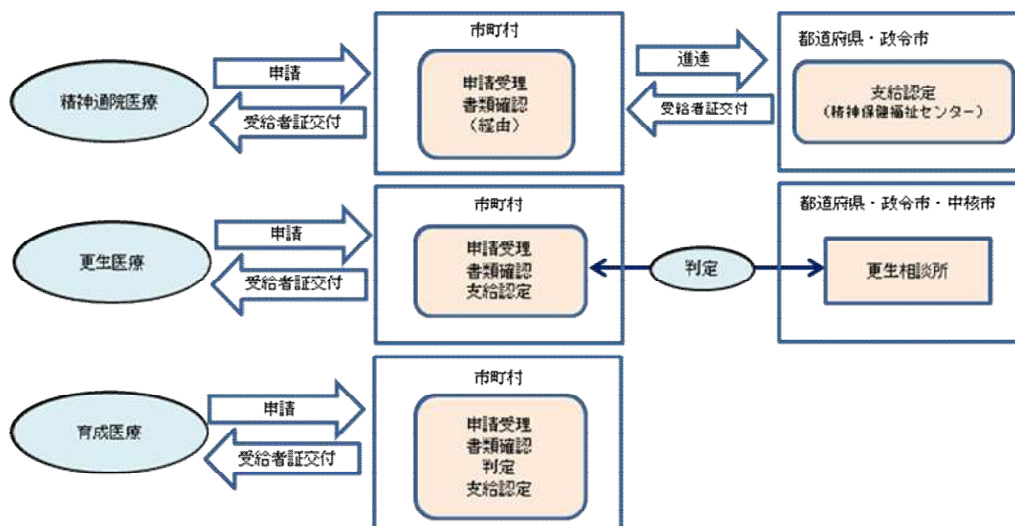 精神通院医療
申請
受給者証交付
市町村
申請受理
書類確認
（経由）
進達
受給者証交付
都道府県・政令市
支給認定
（精神保健福祉センター）
更生医療
申請
受給者証交付
市町村
申請受理
書類確認
支給認定
判定
都道府県・政令市・中核市
更生相談所
育成医療
申請
受給者証交付
市町村
申請受理
書類確認
判定
支給認定